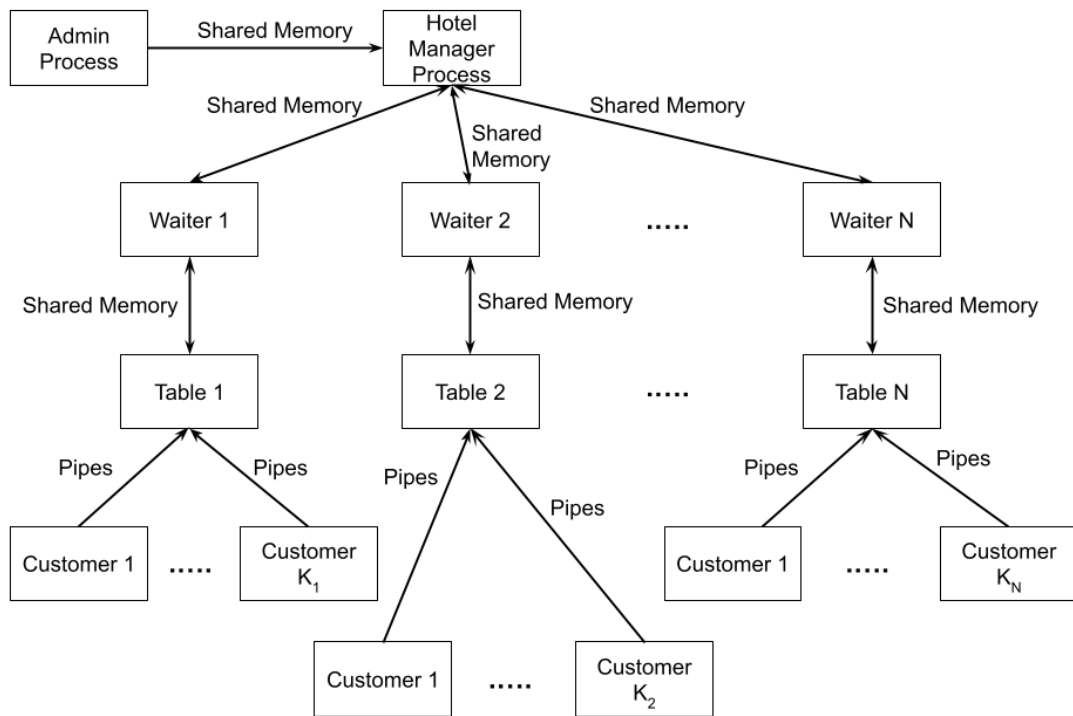 Admin
Process
Shared Memory
Hotel
Manager
Process
Shared Memory
Shared
Memory
Shared Memory
Waiter 1
Waiter 2
.....
Waiter N
Shared Memory
Shared Memory
Shared Memory
Table 1
Table 2
.....
Table N
Pipes
Pipes
Pipes
Pipes
Pipes
Pipes
Customer 1
.....
Customer
K₁
Customer 1
.....
Customer
K_N
Customer 1
.....
Customer
K₂